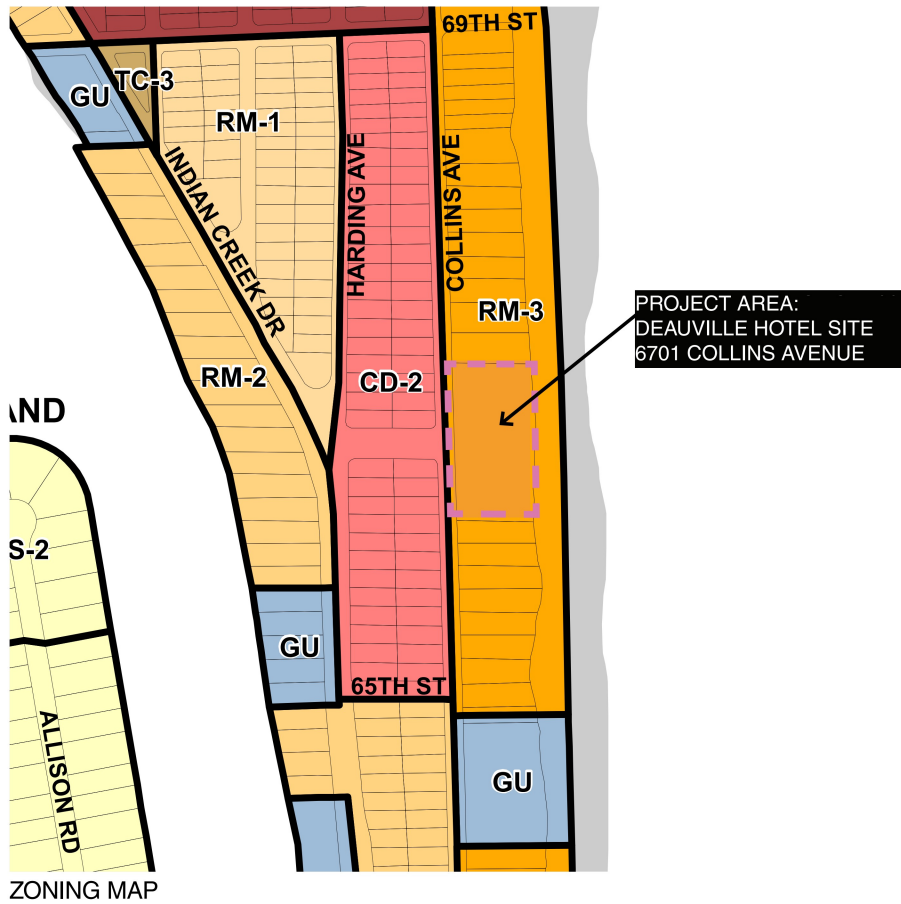 69TH ST
TC-3
GU
RM-1
INDIAN CREEK DR
HARDING AVE
COLLINS AVE
RM-3
PROJECT AREA:
DEAUVILLE HOTEL SITE
6701 COLLINS AVENUE
RM-2
CD-2
AND
S-2
GU
65TH ST
ALLISON RD
GU
ZONING MAP